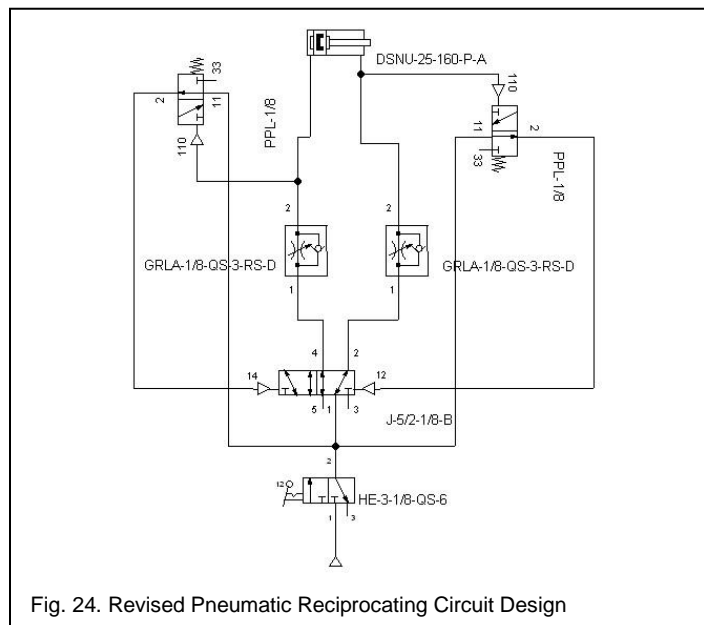 DSNU-25-160-P-A
33
2
11
110
PPL-1/8
110
11
2
33
PPL-1/8
2
2
GRLA-1/8-QS-3-RS-D
GRLA-1/8-QS-3-RS-D
1
1
4
2
14
12
5
1
3
J-5/2-1/8-B
2
12
HE-3-1/8-QS-6
1
3
Fig. 24. Revised Pneumatic Reciprocating Circuit Design